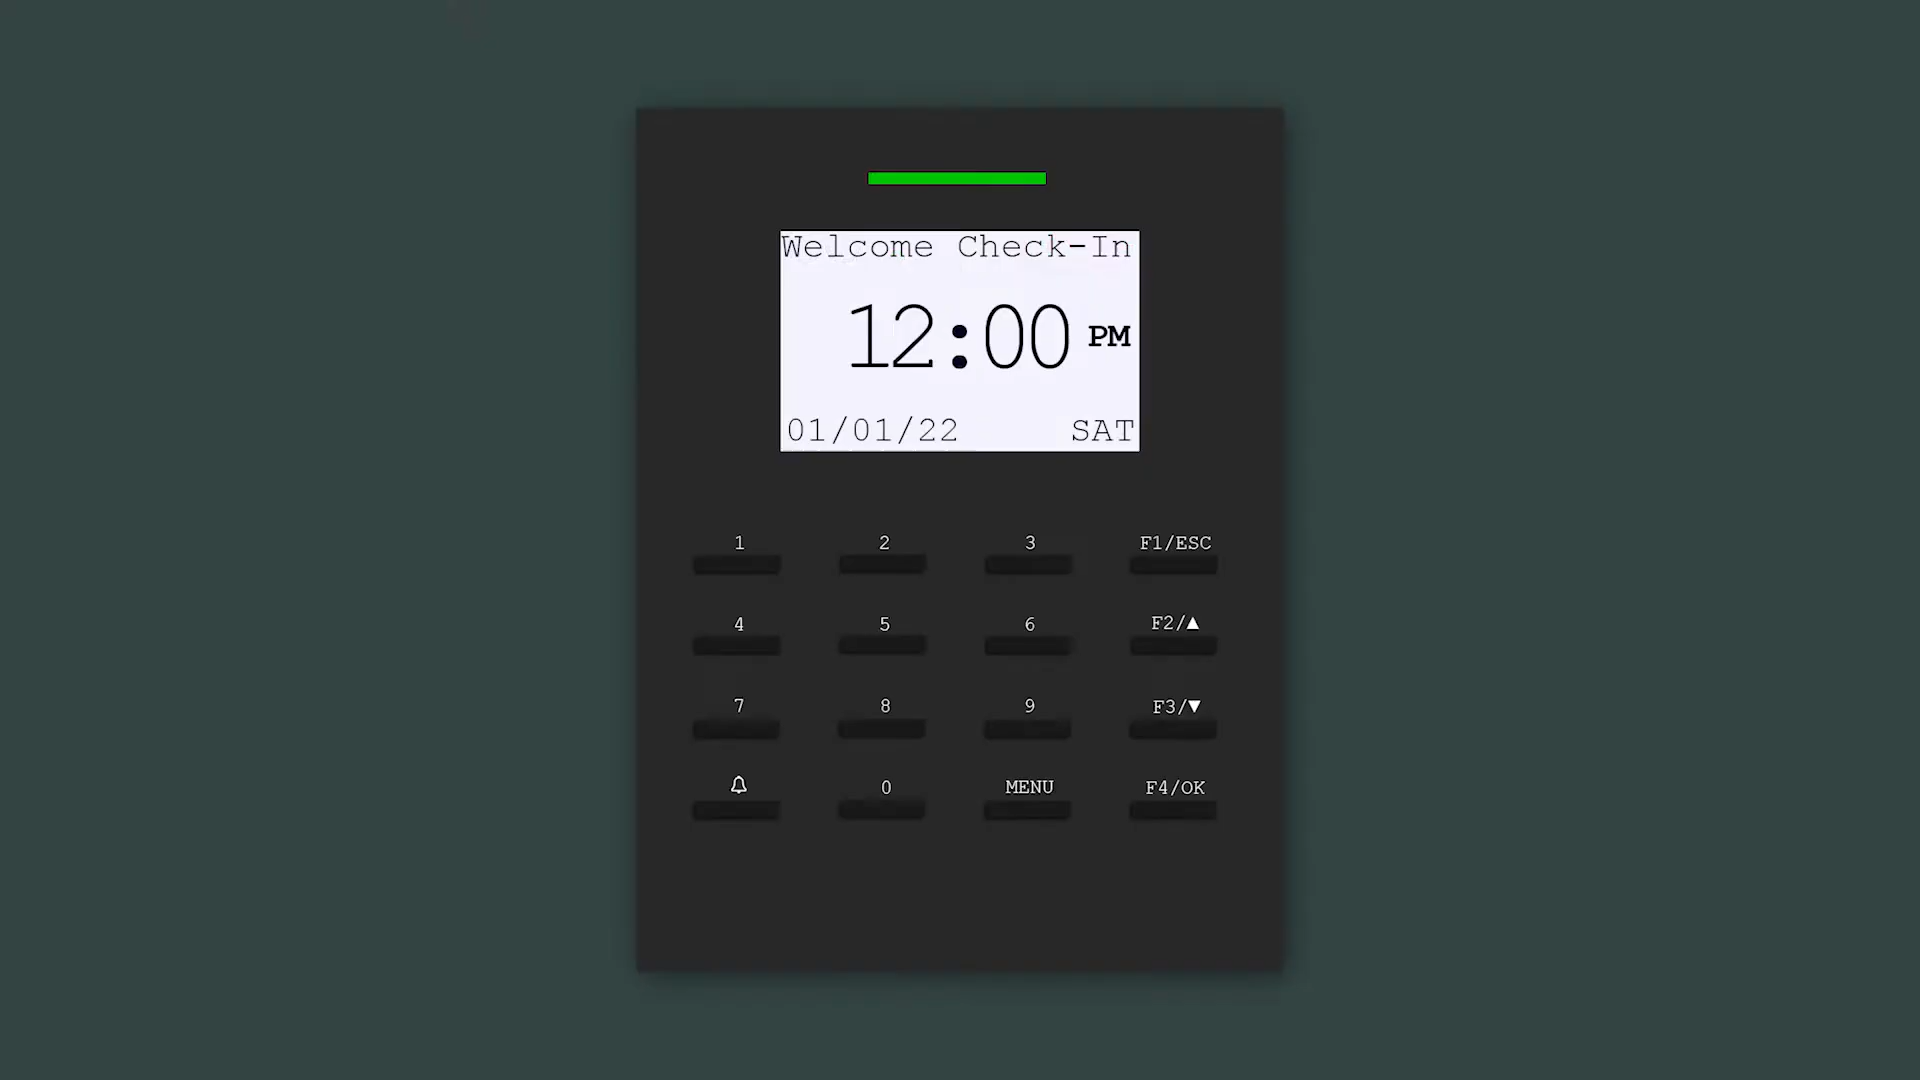 Welcome Check-In
12:00 PM
01/01/22 SAT
1 2 3 F1/ESC
4 5 6 F2/▲
7 8 9 F3/▼
0 MENU F4/OK